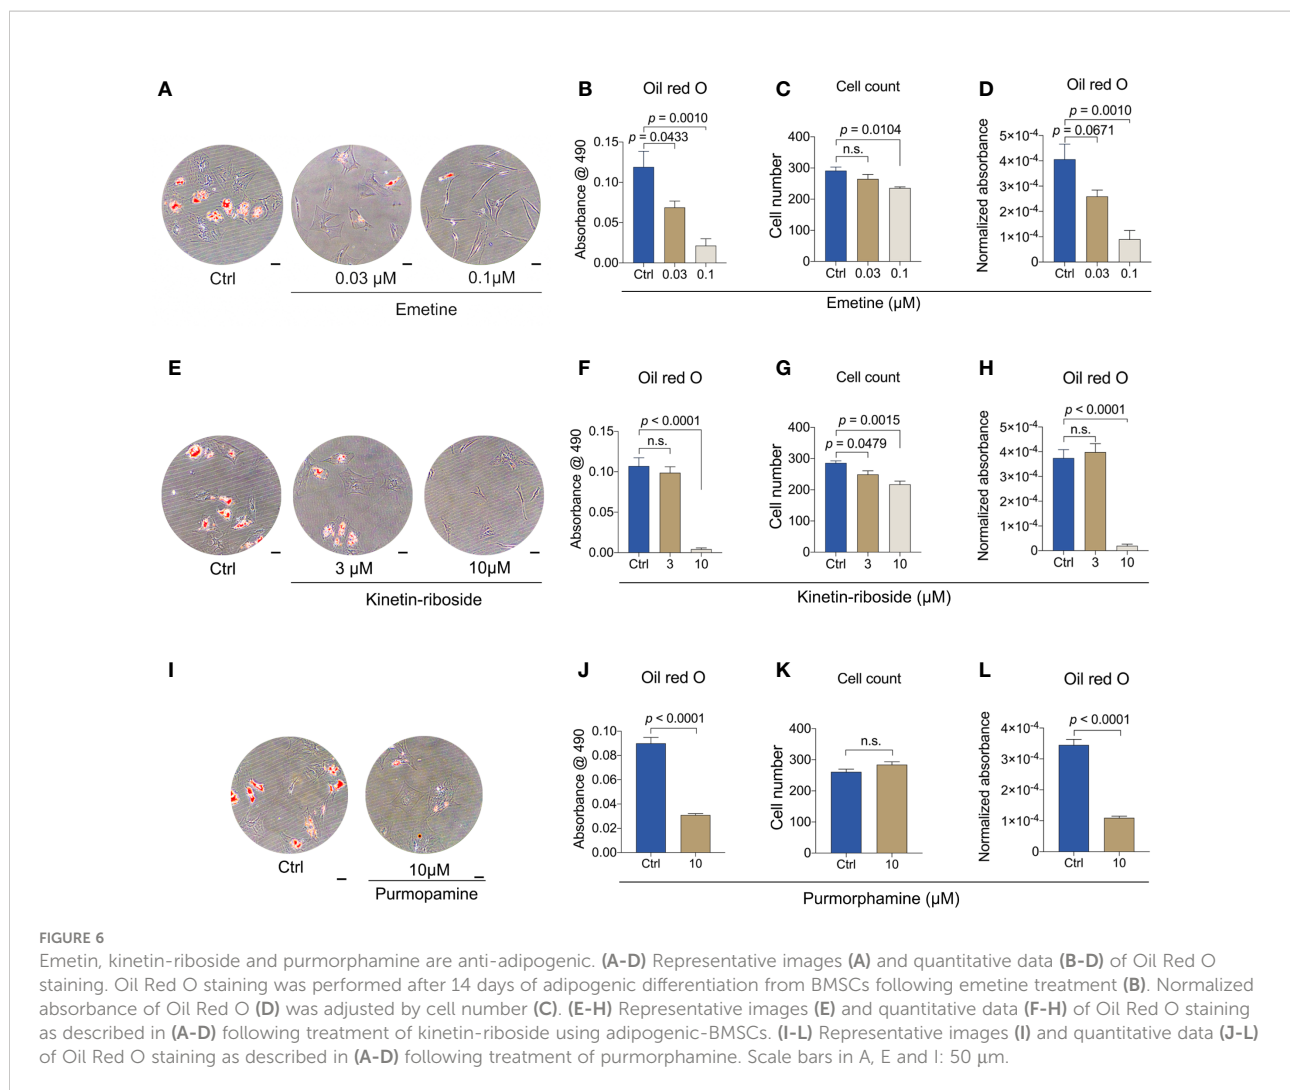 A
Ctrl
0.03 µM
0.1µM
Emetine
B
Oil red O
p = 0.0010
p = 0.0433
Absorbance @ 490
0.15
0.10
0.05
0.00
Ctrl 0.03 0.1
C
Cell count
p = 0.0104
n.s.
Cell number
400
300
200
100
0
Ctrl 0.03 0.1
D
Oil red O
p = 0.0010
p = 0.0671
Normalized absorbance
5×10-4
4×10-4
3×10-4
2×10-4
1×10-4
0
Ctrl 0.03 0.1
Emetine (µM)
E
Ctrl
3 µM
10µM
Kinetin-riboside
F
Oil red O
p < 0.0001
n.s.
Absorbance @ 490
0.15
0.10
0.05
0.00
Ctrl 3 10
G
Cell count
p = 0.0015
p = 0.0479
Cell number
400
300
200
100
0
Ctrl 3 10
H
Oil red O
p < 0.0001
n.s.
Normalized absorbance
5×10-4
4×10-4
3×10-4
2×10-4
1×10-4
0
Ctrl 3 10
Kinetin-riboside (µM)
I
Ctrl
10µM
Purmopamine
J
Oil red O
p < 0.0001
Absorbance @ 490
0.10
0.08
0.06
0.04
0.02
0.00
Ctrl 10
K
Cell count
n.s.
Cell number
400
300
200
100
0
Ctrl 10
L
Oil red O
p < 0.0001
Normalized absorbance
4×10-4
3×10-4
2×10-4
1×10-4
0
Ctrl 10
Purmorphamine (µM)
FIGURE 6
Emetin, kinetin-riboside and purmorphamine are anti-adipogenic. (A-D) Representative images (A) and quantitative data (B-D) of Oil Red O
staining. Oil Red O staining was performed after 14 days of adipogenic differentiation from BMSCs following emetine treatment (B). Normalized
absorbance of Oil Red O (D) was adjusted by cell number (C). (E-H) Representative images (E) and quantitative data (F-H) of Oil Red O staining
as described in (A-D) following treatment of kinetin-riboside using adipogenic-BMSCs. (I-L) Representative images (I) and quantitative data (J-L)
of Oil Red O staining as described in (A-D) following treatment of purmorphamine. Scale bars in A, E and I: 50 µm.